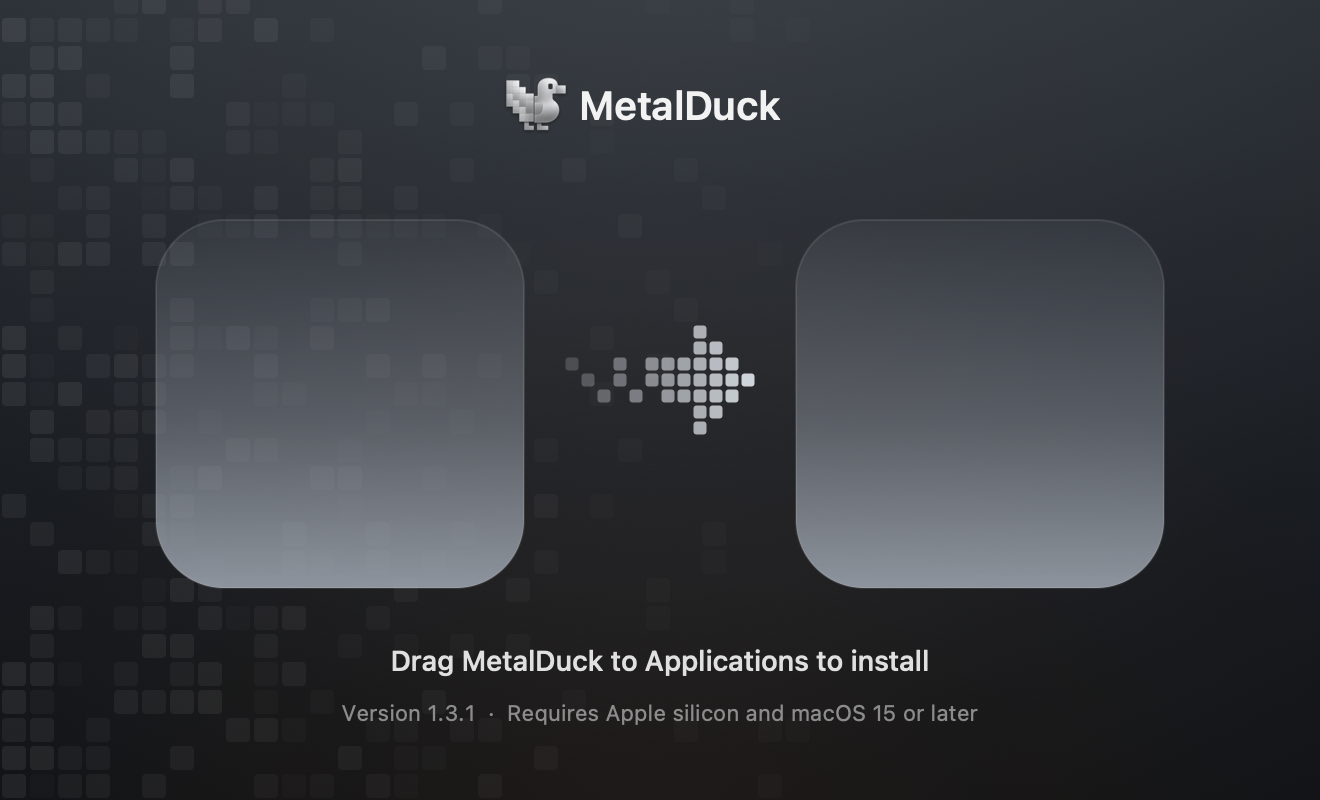 MetalDuck
Drag MetalDuck to Applications to install
Version 1.3.1 · Requires Apple silicon and macOS 15 or later